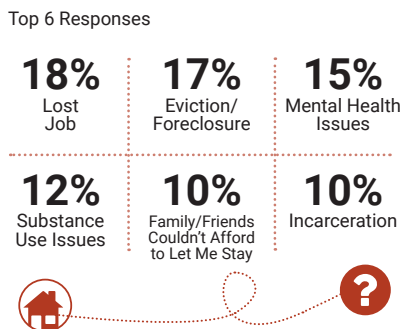 Top 6 Responses
18%
Lost
Job
17%
Eviction/
Foreclosure
15%
Mental Health
Issues
12%
Substance
Use Issues
10%
Family/Friends
Couldn't Afford
to Let Me Stay
10%
Incarceration
?